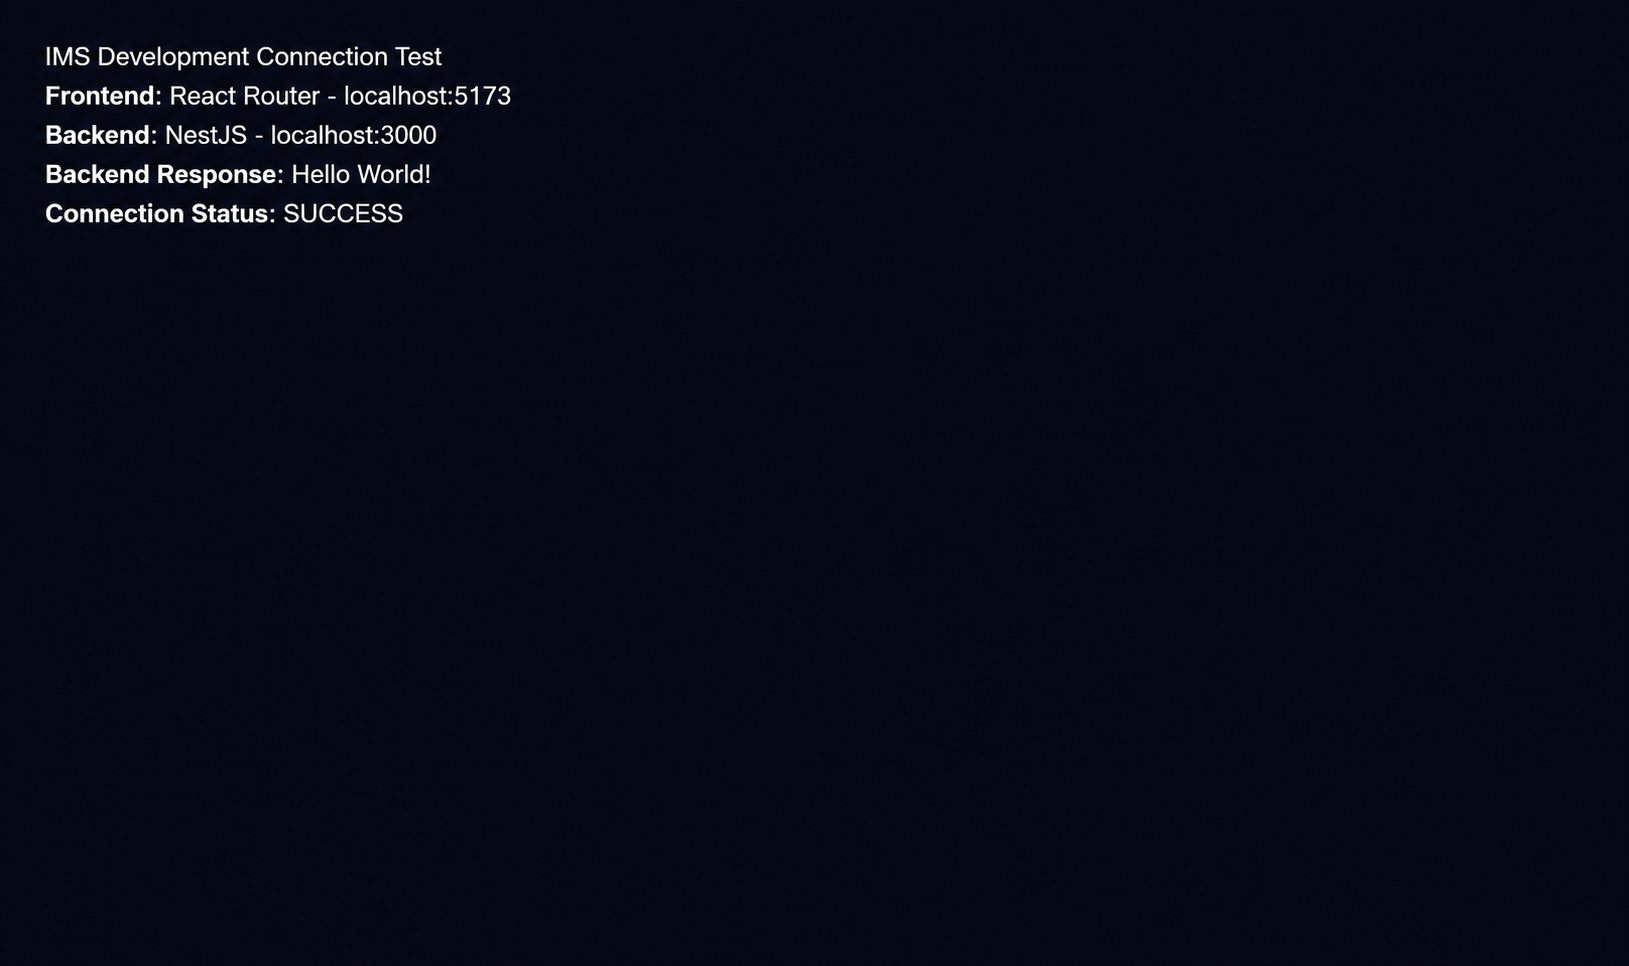 IMS Development Connection Test
Frontend: React Router - localhost:5173
Backend: NestJS - localhost:3000
Backend Response: Hello World!
Connection Status: SUCCESS